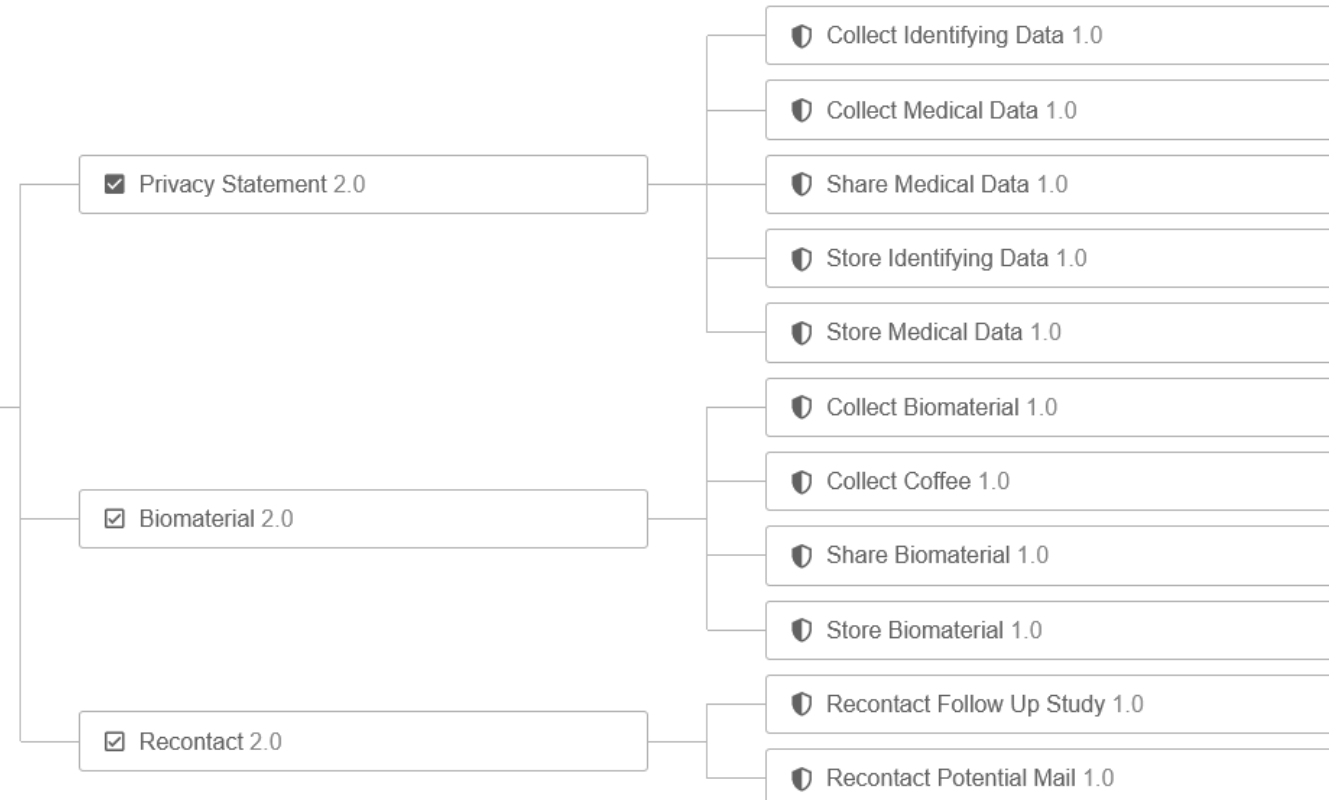 Privacy Statement 2.0
Collect Identifying Data 1.0
Collect Medical Data 1.0
Share Medical Data 1.0
Store Identifying Data 1.0
Store Medical Data 1.0
Biomaterial 2.0
Collect Biomaterial 1.0
Collect Coffee 1.0
Share Biomaterial 1.0
Store Biomaterial 1.0
Recontact 2.0
Recontact Follow Up Study 1.0
Recontact Potential Mail 1.0